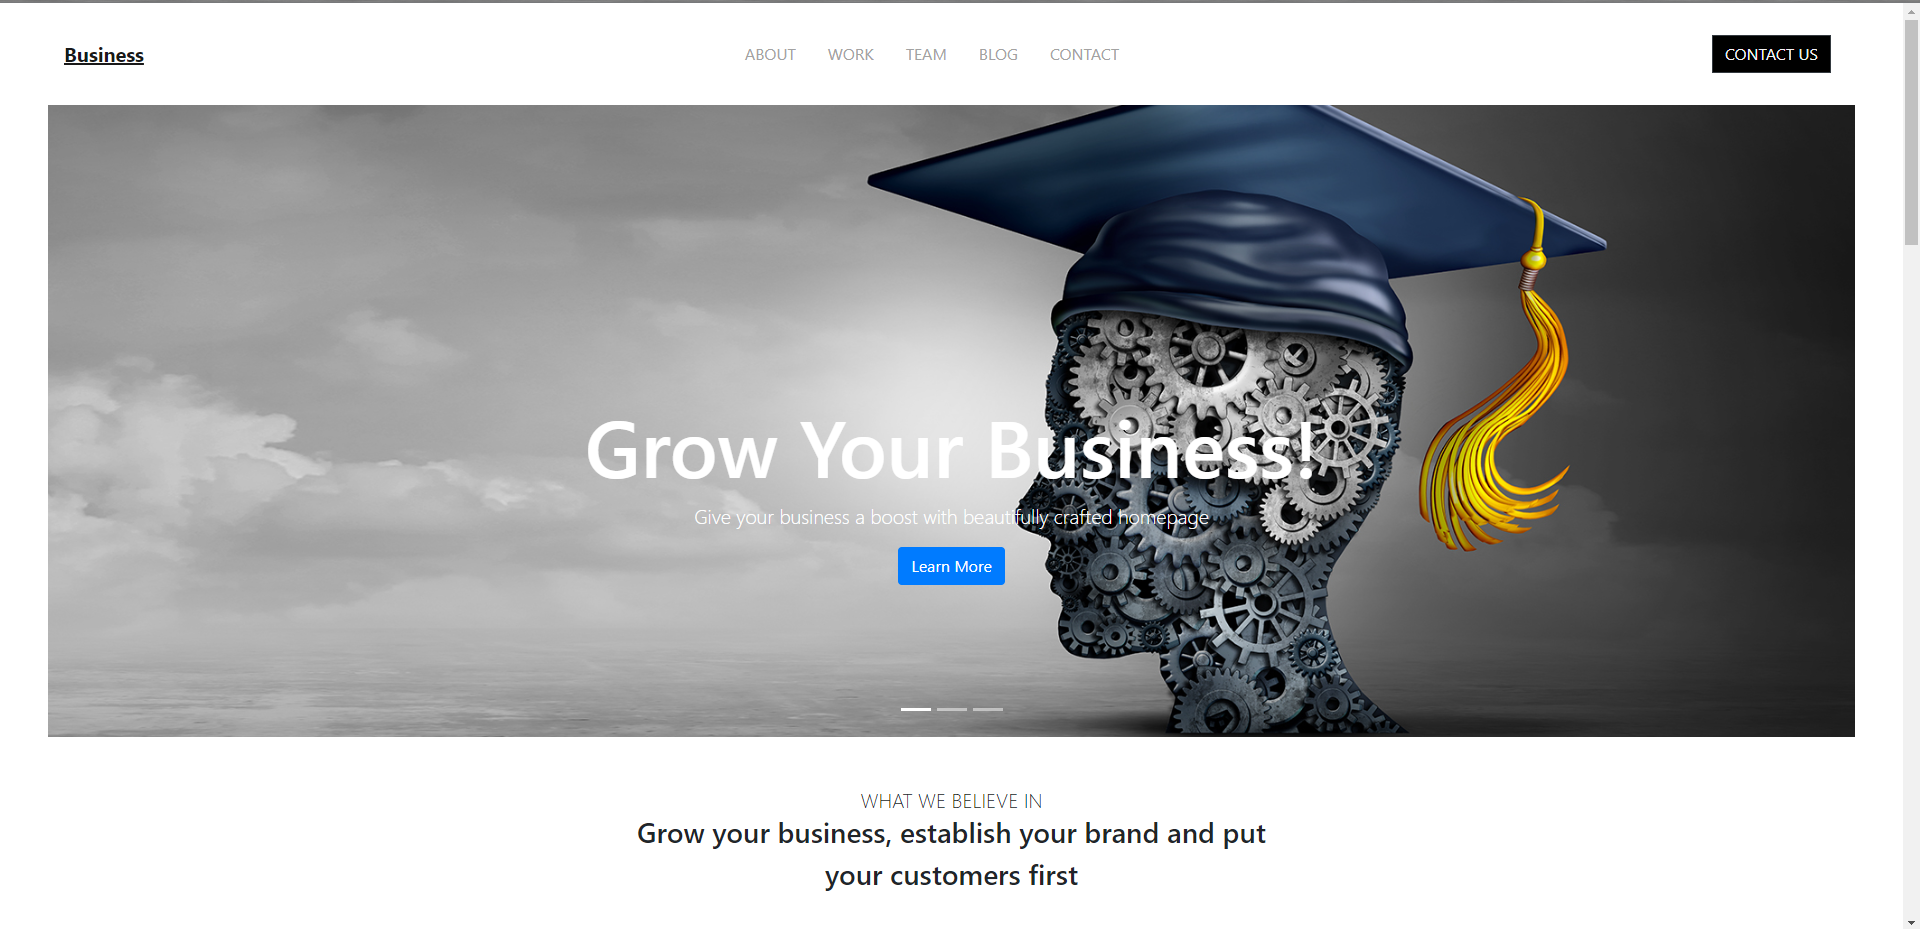 Business
ABOUT WORK TEAM BLOG CONTACT
CONTACT US
Grow Your Business!
Give your business a boost with beautifully crafted homepage
Learn More
WHAT WE BELIEVE IN
Grow your business, establish your brand and put
your customers first